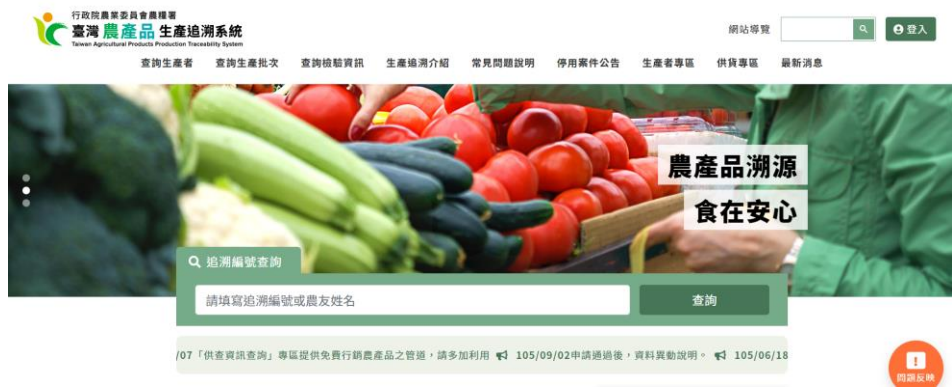 行政院農業委員會農糧署
臺灣農產品生產追溯系統
Taiwan Agricultural Products Production Traceability System
網站導覽
登入
查詢生產者 查詢生產批次 查詢檢驗資訊 生產追溯介紹 常見問題說明 停用案件公告 生產者專區 供貨專區 最新消息
農產品溯源
食在安心
追溯編號查詢
請填寫追溯編號或農友姓名
查詢
/07「供查資訊查詢」專區提供免費行銷農產品之管道,請多加利用 105/09/02申請通過後,資料異動說明。 105/06/18
!
問題反映